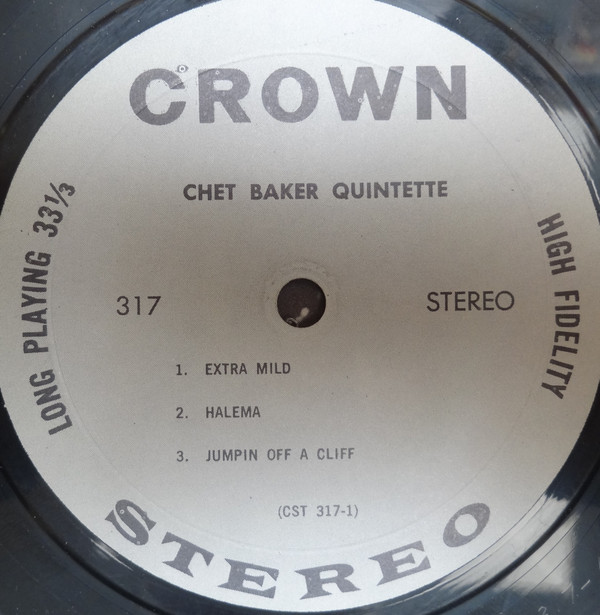 CROWN
CHET BAKER QUINTETTE
LONG PLAYING 33⅓
HIGH FIDELITY
317
STEREO
1. EXTRA MILD
2. HALEMA
3. JUMPIN OFF A CLIFF
(CST 317-1)
STEREO